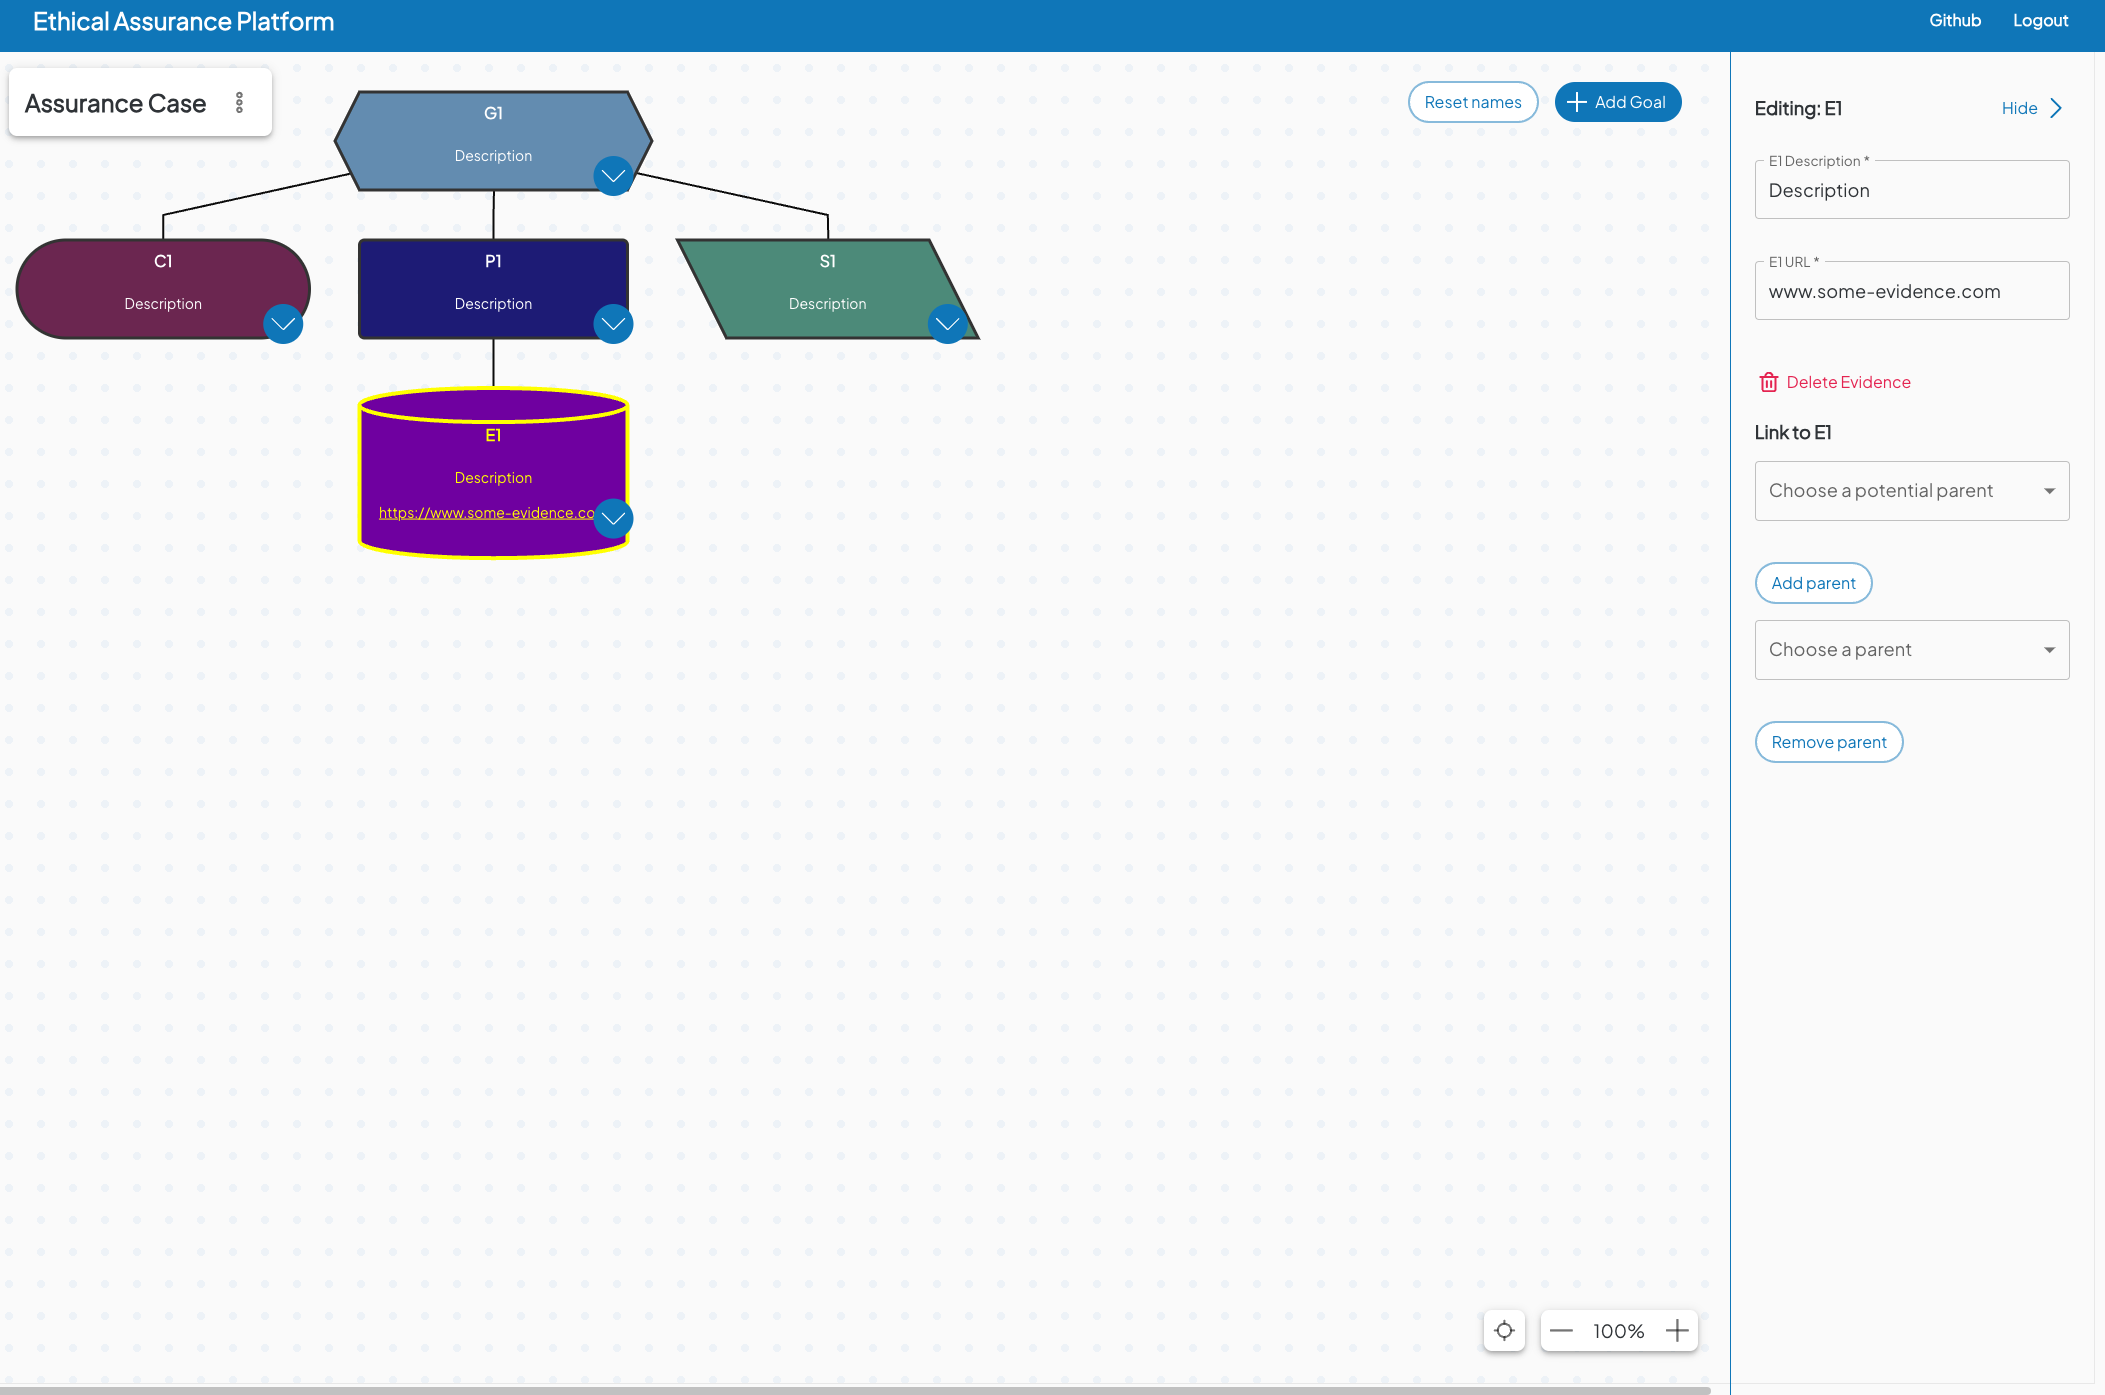 Ethical Assurance Platform
Github
Logout
Assurance Case
Reset names
Add Goal
G1
Description
C1
Description
P1
Description
S1
Description
E1
Description
https://www.some-evidence.co
Editing: E1
Hide
E1 Description *
Description
E1 URL *
www.some-evidence.com
Delete Evidence
Link to E1
Choose a potential parent
Add parent
Choose a parent
Remove parent
100%